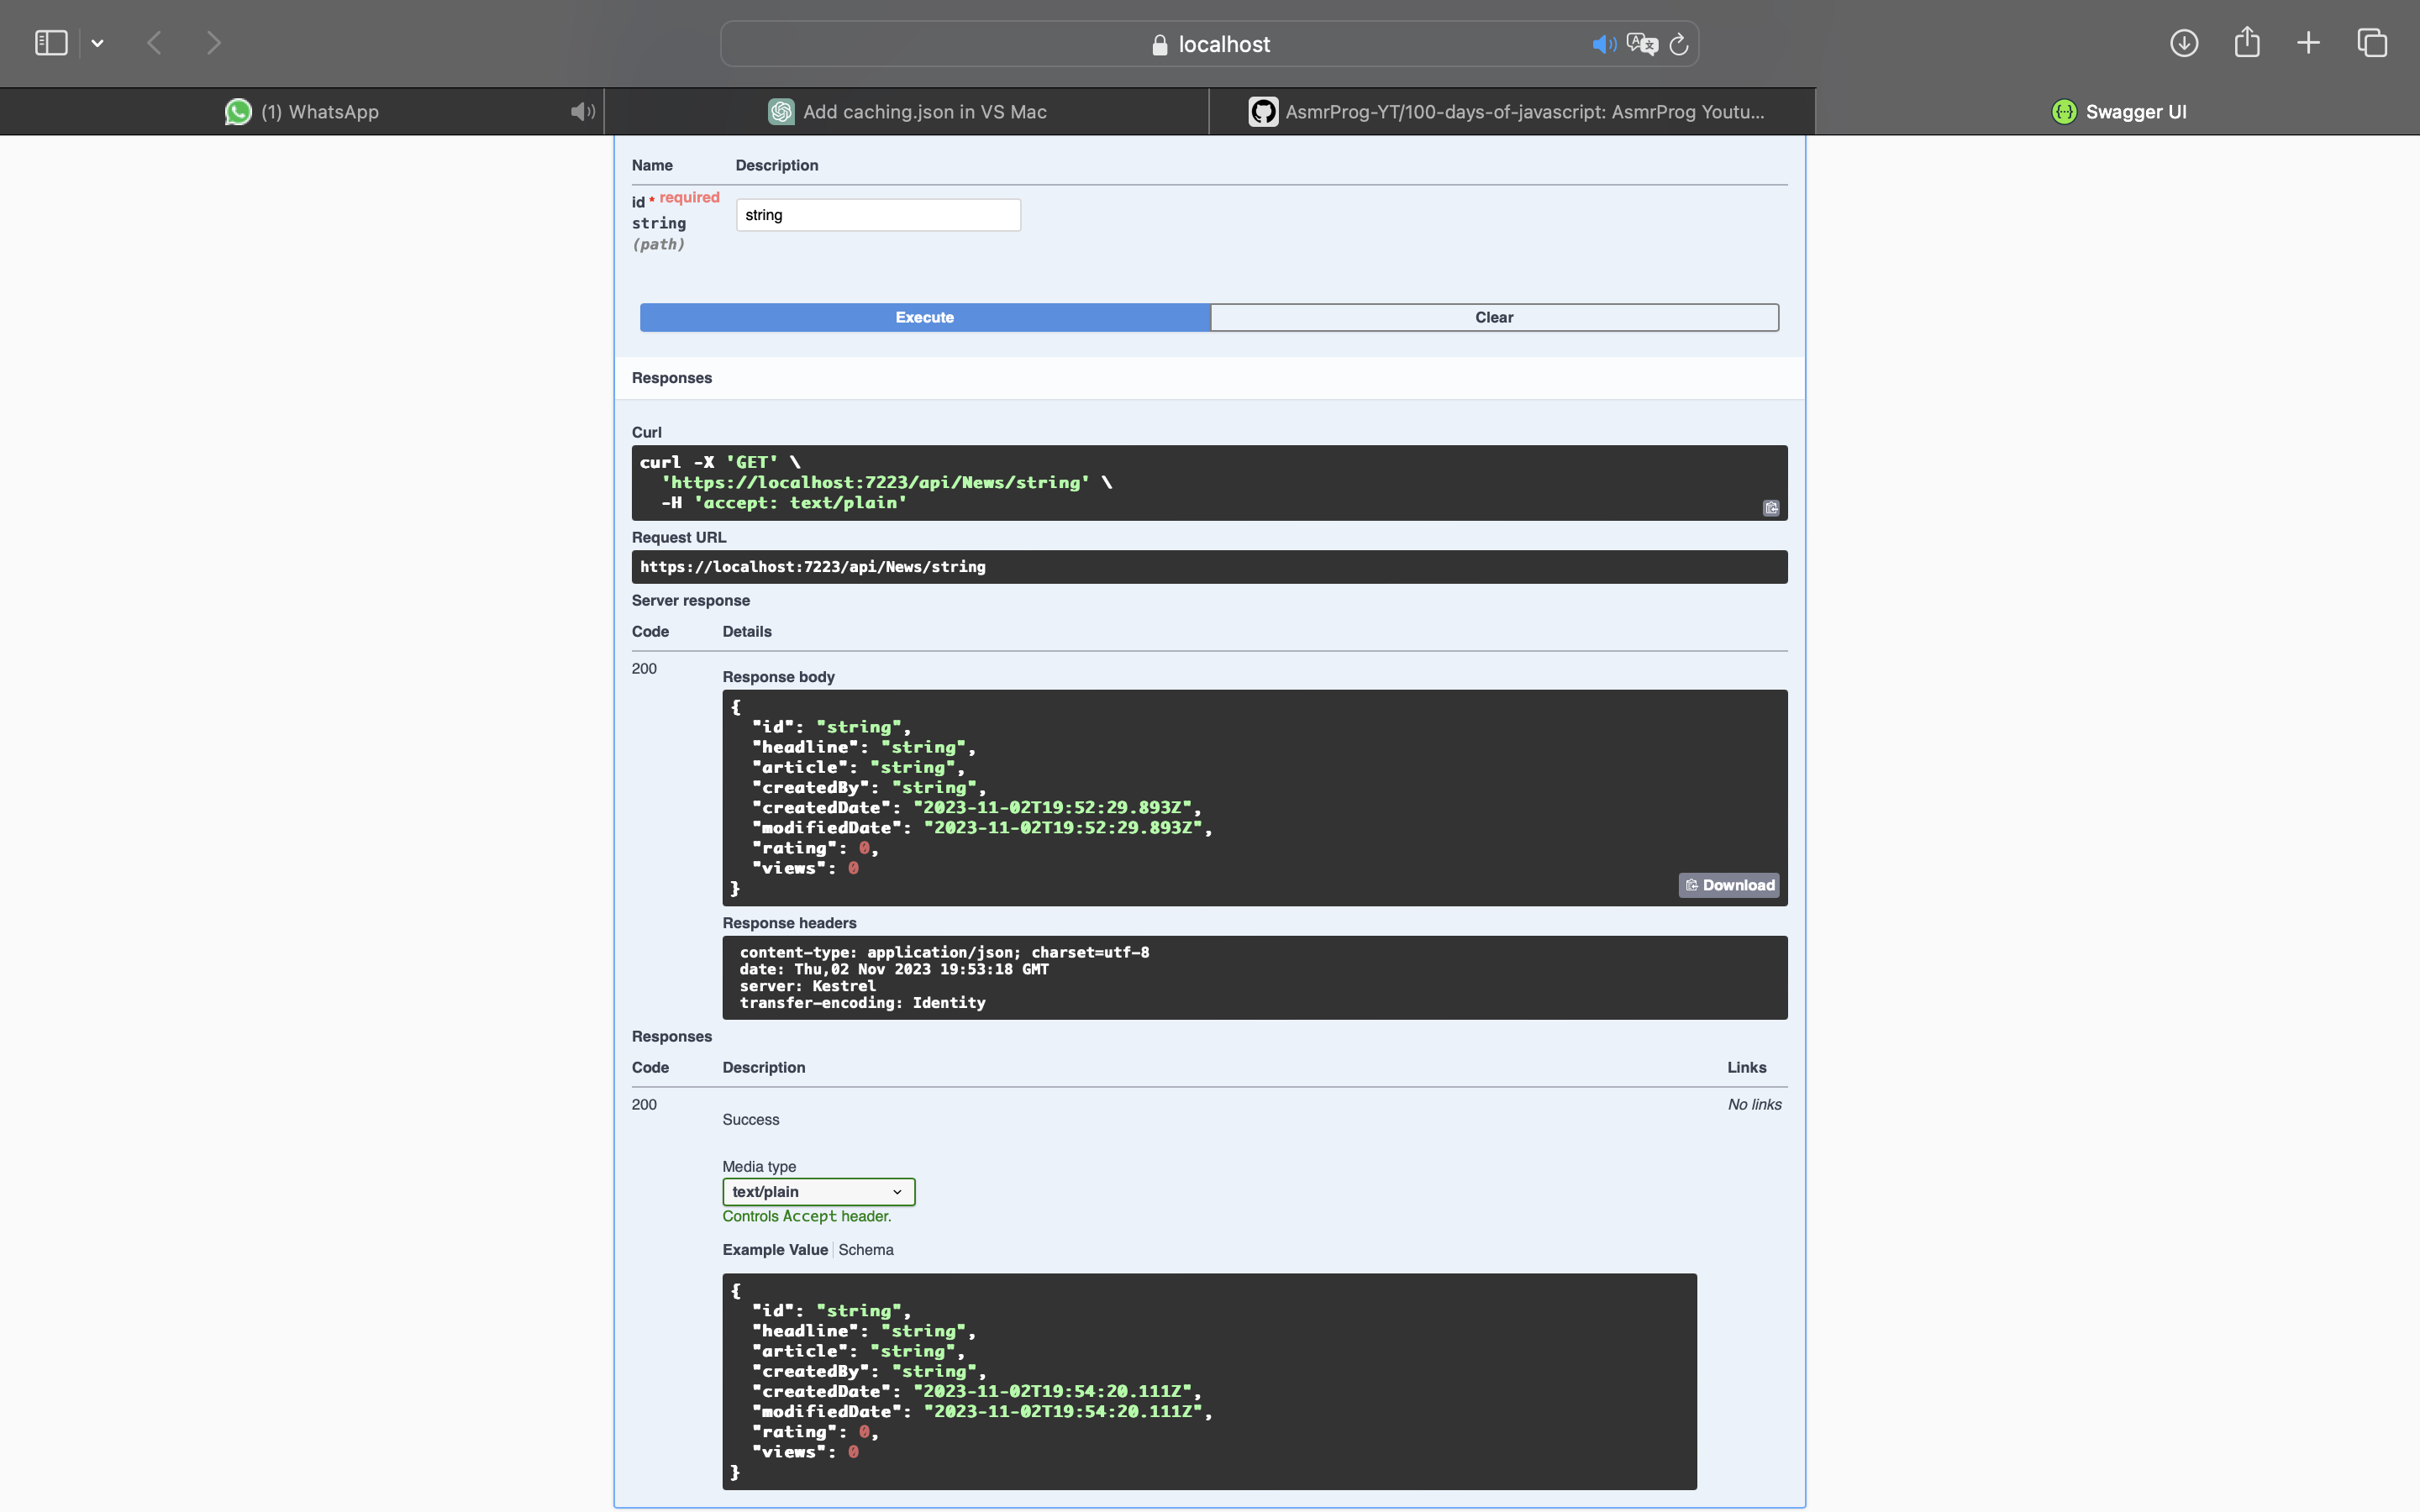 localhost
(1) WhatsApp
Add caching.json in VS Mac
AsmrProg-YT/100-days-of-javascript: AsmrProg Youtu...
Swagger UI
Name Description
id * required
string
(path)
string
Execute
Clear
Responses
Curl
curl -X 'GET' \
  'https://localhost:7223/api/News/string' \
  -H 'accept: text/plain'
Request URL
https://localhost:7223/api/News/string
Server response
Code Details
200
Response body
{
  "id": "string",
  "headline": "string",
  "article": "string",
  "createdBy": "string",
  "createdDate": "2023-11-02T19:52:29.893Z",
  "modifiedDate": "2023-11-02T19:52:29.893Z",
  "rating": 0,
  "views": 0
}
Download
Response headers
content-type: application/json; charset=utf-8
date: Thu,02 Nov 2023 19:53:18 GMT
server: Kestrel
transfer-encoding: Identity
Responses
Code Description Links
200
Success
No links
Media type
text/plain
Controls Accept header.
Example Value Schema
{
  "id": "string",
  "headline": "string",
  "article": "string",
  "createdBy": "string",
  "createdDate": "2023-11-02T19:54:20.111Z",
  "modifiedDate": "2023-11-02T19:54:20.111Z",
  "rating": 0,
  "views": 0
}